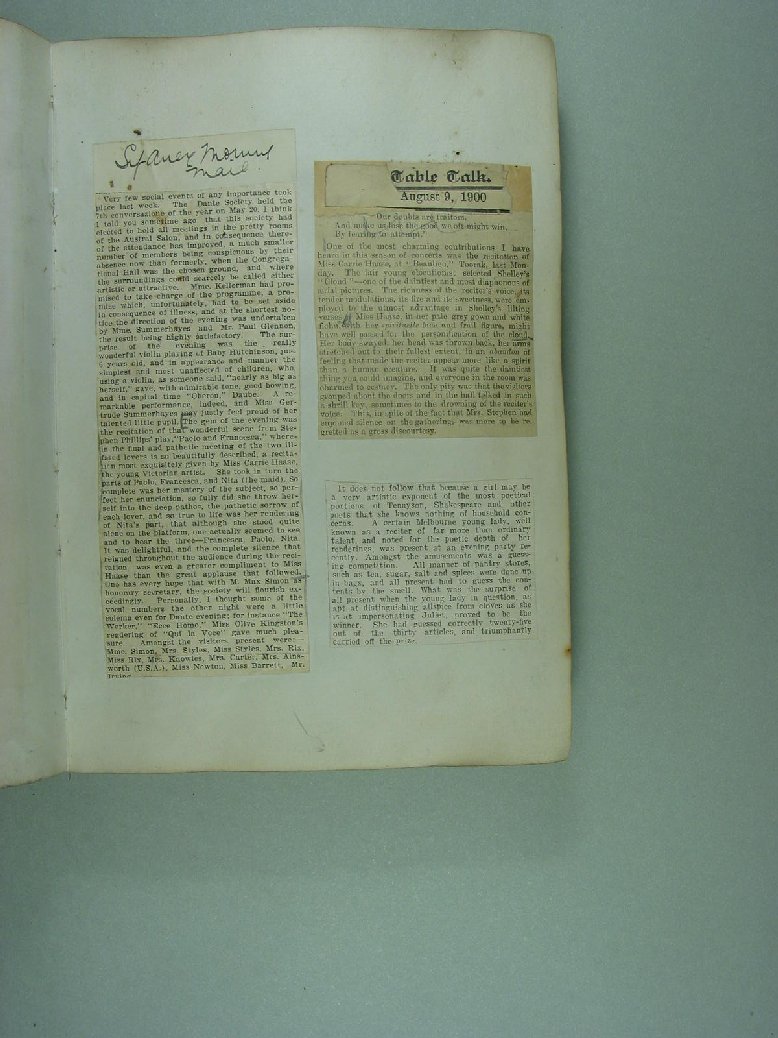 Sydney Morning
Mail
Very few social events of any importance took
place last week. The Dante Society held the
7th conversazione of the year on May 20. I think
I told you sometime ago that this society had
elected to hold all meetings in the pretty rooms
of the Austral Salon, and in consequence there-
of the attendance has improved, a much smaller
number of members being conspicuous by their
absence now than formerly, when the Congrega-
tional Hall was the chosen ground, and where
the surroundings could scarcely be called either
artistic or attractive. Mme. Kellerman had pro-
mised to take charge of the programme, a pro-
mise which, unfortunately, had to be set aside
in consequence of illness, and at the shortest no-
tice the direction of the evening was undertaken
by Mme. Summerhayes and Mr. Paul Glennon,
the result being highly satisfactory. The sur-
prise of the evening was the really
wonderful violin playing of Baby Hutchinson, just
6 years old, and in appearance and manner the
simplest and most unaffected of children, who
using a violin, as someone said, "nearly as big as
herself," gave, with admirable tone, good bowing,
and in capital time "Oberon," Daube. A re-
markable performance, indeed, and Miss Ger-
trude Summerhayes may justly feel proud of her
talented little pupil. The gem of the evening was
the recitation of that wonderful scene from Ste-
phen Phillips' play, "Paolo and Francesca," where-
in the final and pathetic meeting of the two ill-
fated lovers is so beautifully described, a recita-
tion most exquisitely given by Miss Carrie Haase,
the young Victorian artist. She took in turn the
parts of Paolo, Francesca, and Nita (the maid). So
complete was her mastery of the subject, so per-
fect her enunciation, so fully did she throw her-
self into the deep pathos, the pathetic sorrow of
each lover, and so true to life was her rendering
of Nita's part, that although she stood quite
alone on the platform, one actually seemed to see
and to hear the three—Francesca, Paolo, Nita.
It was delightful, and the complete silence that
reigned throughout the audience during the reci-
tation was even a greater compliment to Miss
Haase than the great applause that followed.
One has every hope that with M. Max Simon as
honorary secretary, the society will flourish ex-
ceedingly. Personally, I thought some of the
vocal numbers the other night were a little
solemn even for Dante evening; for instance "The
Worker," "Race Home." Miss Olive Kingston's
rendering of "Qui la Voce" gave much plea-
sure. Amongst the visitors present were—
Mme. Simon, Mrs. Styles, Miss Styles, Mrs. Rix,
Miss Rix, Mrs. Knowles, Mrs. Curtis, Mrs. Ains-
worth (U.S.A.), Miss Newton, Miss Barrett, Mr.
Irving
Table Talk.
August 9, 1900
"Our doubts are traitors,
And make us lose the good we oft might win,
By fearing to attempt."
One of the most charming contributions I have
heard in this season of concerts was the recitation of
Miss Carrie Haase, at Toorak, last Mon-
day. The fair young elocutionist selected Shelley's
"Cloud"—one of the daintiest and most diaphanous of
aerial pictures. The richness of the reciter's voice, its
tender modulations, its fire and its sweetness, were em-
ployed to the utmost advantage in Shelley's lilting
verses. Miss Haase, in her pale grey gown and white
fichu, with her spirituelle face and frail figure, might
have well passed for the personification of the cloud.
Her body swayed, her head was thrown back, her arms
stretched out to their fullest extent, in an abandon of
feeling that made the reciter appear more like a spirit
than a human creature. It was quite the daintiest
thing you could imagine, and everyone in the room was
charmed to ecstasy. The only pity was that the visitors
grouped about the doors and in the hall talked in such
a shrill key, sometimes to the drowning of the reader's
voice. This, in spite of the fact that Mrs. Stephen had
enjoined silence on the gathering, was more to be re-
gretted as a gross discourtesy.
It does not follow that because a girl may be
a very artistic exponent of the most poetical
portions of Tennyson, Shakespeare and other
poets that she knows nothing of household con-
cerns. A certain Melbourne young lady, well
known as a reciter of far more than ordinary
talent and noted for the poetic depth of her
renderings, was present at an evening party re-
cently. Amongst the amusements was a guess-
ing competition. All manner of pantry stores,
such as tea, sugar, salt and spices were done up
in bags, and all present had to guess the con-
tents by the smell. What was the surprise of
all present when the young lady in question, as
apt at distinguishing allspice from cloves as she
is at impersonating Juliet, proved to be the
winner. She had guessed correctly twenty-five
out of the thirty articles, and triumphantly
carried off the prize.